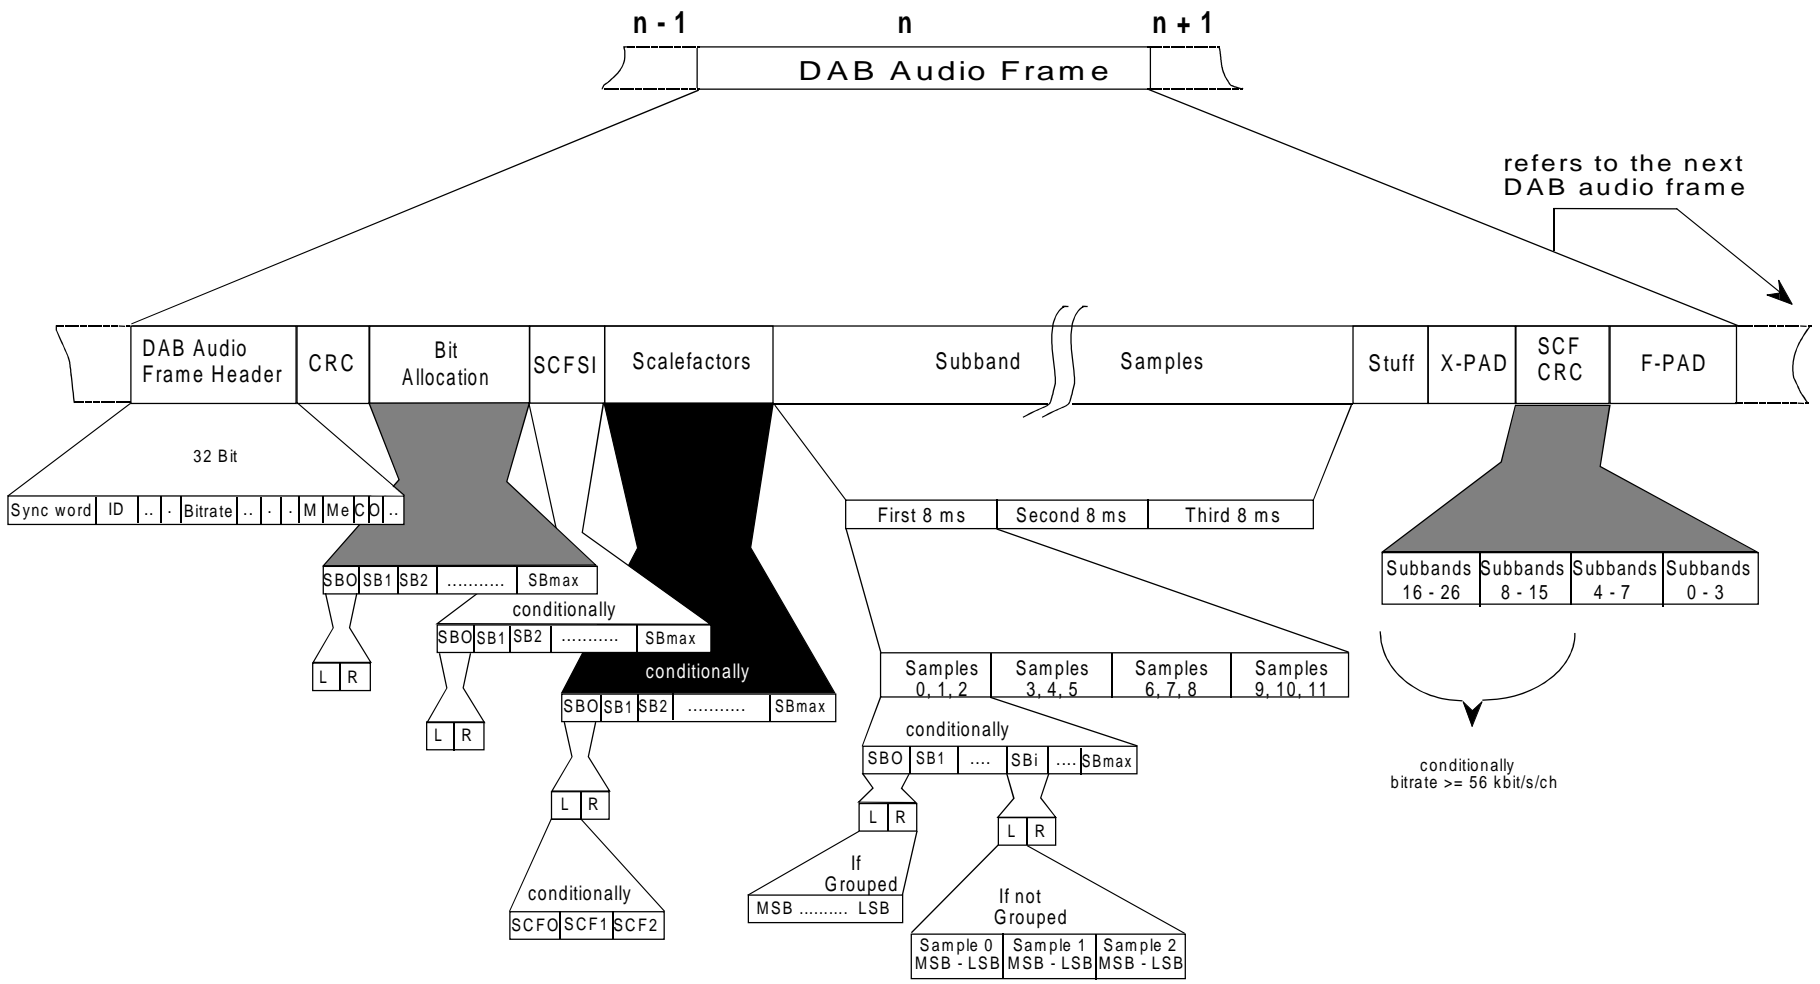 n - 1 n n + 1
DAB Audio Frame
refers to the next
DAB audio frame
DAB Audio
Frame Header
CRC
Bit
Allocation
SCFSI
Scalefactors
Subband Samples
Stuff
X-PAD
SCF
CRC
F-PAD
32 Bit
Sync word ID .. . Bitrate .. . . M Me C O ..
First 8 ms Second 8 ms Third 8 ms
SB0 SB1 SB2 ........... SBmax
L R
conditionally
SB0 SB1 SB2 ........... SBmax
L R
conditionally
SB0 SB1 SB2 ........... SBmax
L R
conditionally
SCF0 SCF1 SCF2
Samples
0, 1, 2
Samples
3, 4, 5
Samples
6, 7, 8
Samples
9, 10, 11
conditionally
SB0 SB1 .... SBi .... SBmax
L R
If
Grouped
MSB .......... LSB
L R
If not
Grouped
Sample 0
MSB - LSB
Sample 1
MSB - LSB
Sample 2
MSB - LSB
Subbands
16 - 26
Subbands
8 - 15
Subbands
4 - 7
Subbands
0 - 3
conditionally
bitrate >= 56 kbit/s/ch